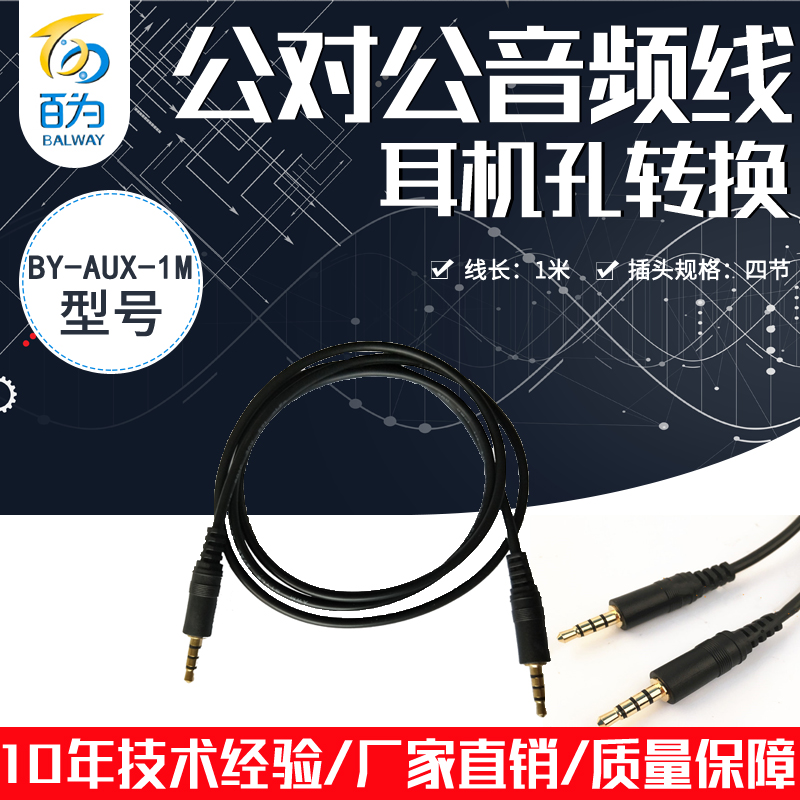 百为
BALWAY
公对公音频线
耳机孔转换
BY-AUX-1M
型号
线长：1米 插头规格：四节
10年技术经验/厂家直销/质量保障